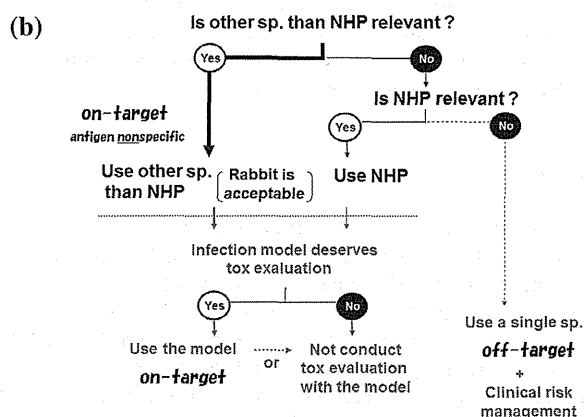 (b)
Is other sp. than NHP relevant ?
Yes
No
Is NHP relevant ?
on-target
antigen nonspecific
Yes
No
Use other sp.
than NHP
Rabbit is
acceptable
Use NHP
Infection model deserves
tox evaluation
Yes
No
Use the model
on-target
or
Not conduct
tox evaluation
with the model
Use a single sp.
off-target
+
Clinical risk
management